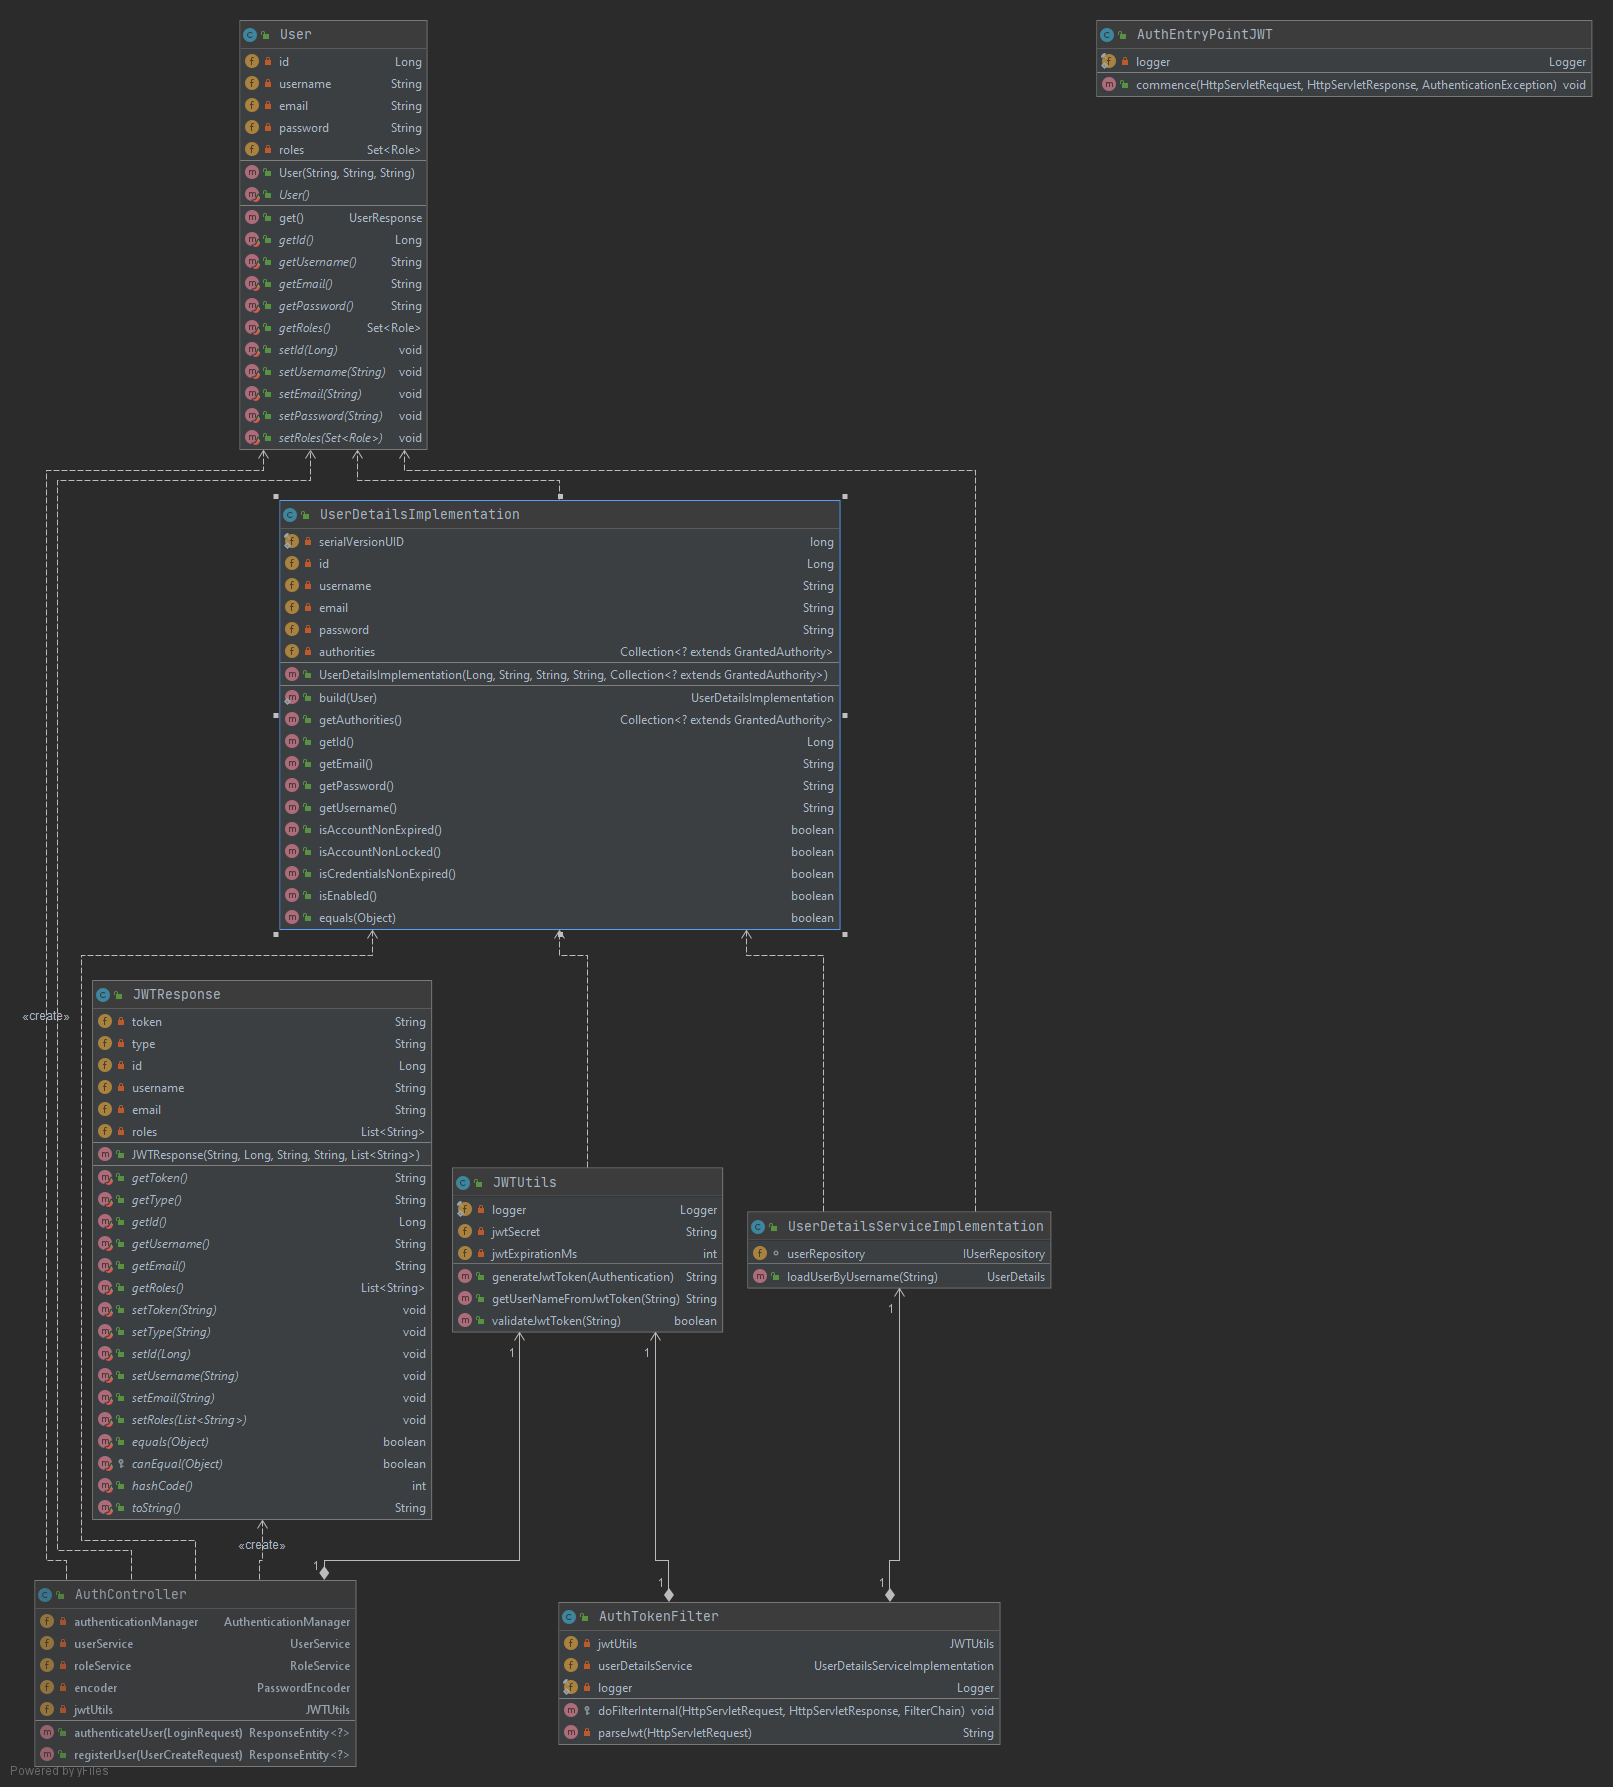 User
id Long
username String
email String
password String
roles Set<Role>
User(String, String, String)
User()
get() UserResponse
getId() Long
getUsername() String
getEmail() String
getPassword() String
getRoles() Set<Role>
setId(Long) void
setUsername(String) void
setEmail(String) void
setPassword(String) void
setRoles(Set<Role>) void
AuthEntryPointJWT
logger Logger
commence(HttpServletRequest, HttpServletResponse, AuthenticationException) void
UserDetailsImplementation
serialVersionUID long
id Long
username String
email String
password String
authorities Collection<? extends GrantedAuthority>
UserDetailsImplementation(Long, String, String, String, Collection<? extends GrantedAuthority>)
build(User) UserDetailsImplementation
getAuthorities() Collection<? extends GrantedAuthority>
getId() Long
getEmail() String
getPassword() String
getUsername() String
isAccountNonExpired() boolean
isAccountNonLocked() boolean
isCredentialsNonExpired() boolean
isEnabled() boolean
equals(Object) boolean
«create»
JWTResponse
token String
type String
id Long
username String
email String
roles List<String>
JWTResponse(String, Long, String, String, List<String>)
getToken() String
getType() String
getId() Long
getUsername() String
getEmail() String
getRoles() List<String>
setToken(String) void
setType(String) void
setId(Long) void
setUsername(String) void
setEmail(String) void
setRoles(List<String>) void
equals(Object) boolean
canEqual(Object) boolean
hashCode() int
toString() String
JWTUtils
logger Logger
jwtSecret String
jwtExpirationMs int
generateJwtToken(Authentication) String
getUserNameFromJwtToken(String) String
validateJwtToken(String) boolean
UserDetailsServiceImplementation
userRepository IUserRepository
loadUserByUsername(String) UserDetails
1
1
1
«create»
1
1
1
AuthController
authenticationManager AuthenticationManager
userService UserService
roleService RoleService
encoder PasswordEncoder
jwtUtils JWTUtils
authenticateUser(LoginRequest) ResponseEntity<?>
registerUser(UserCreateRequest) ResponseEntity<?>
AuthTokenFilter
jwtUtils JWTUtils
userDetailsService UserDetailsServiceImplementation
logger Logger
doFilterInternal(HttpServletRequest, HttpServletResponse, FilterChain) void
parseJwt(HttpServletRequest) String
Powered by yFiles